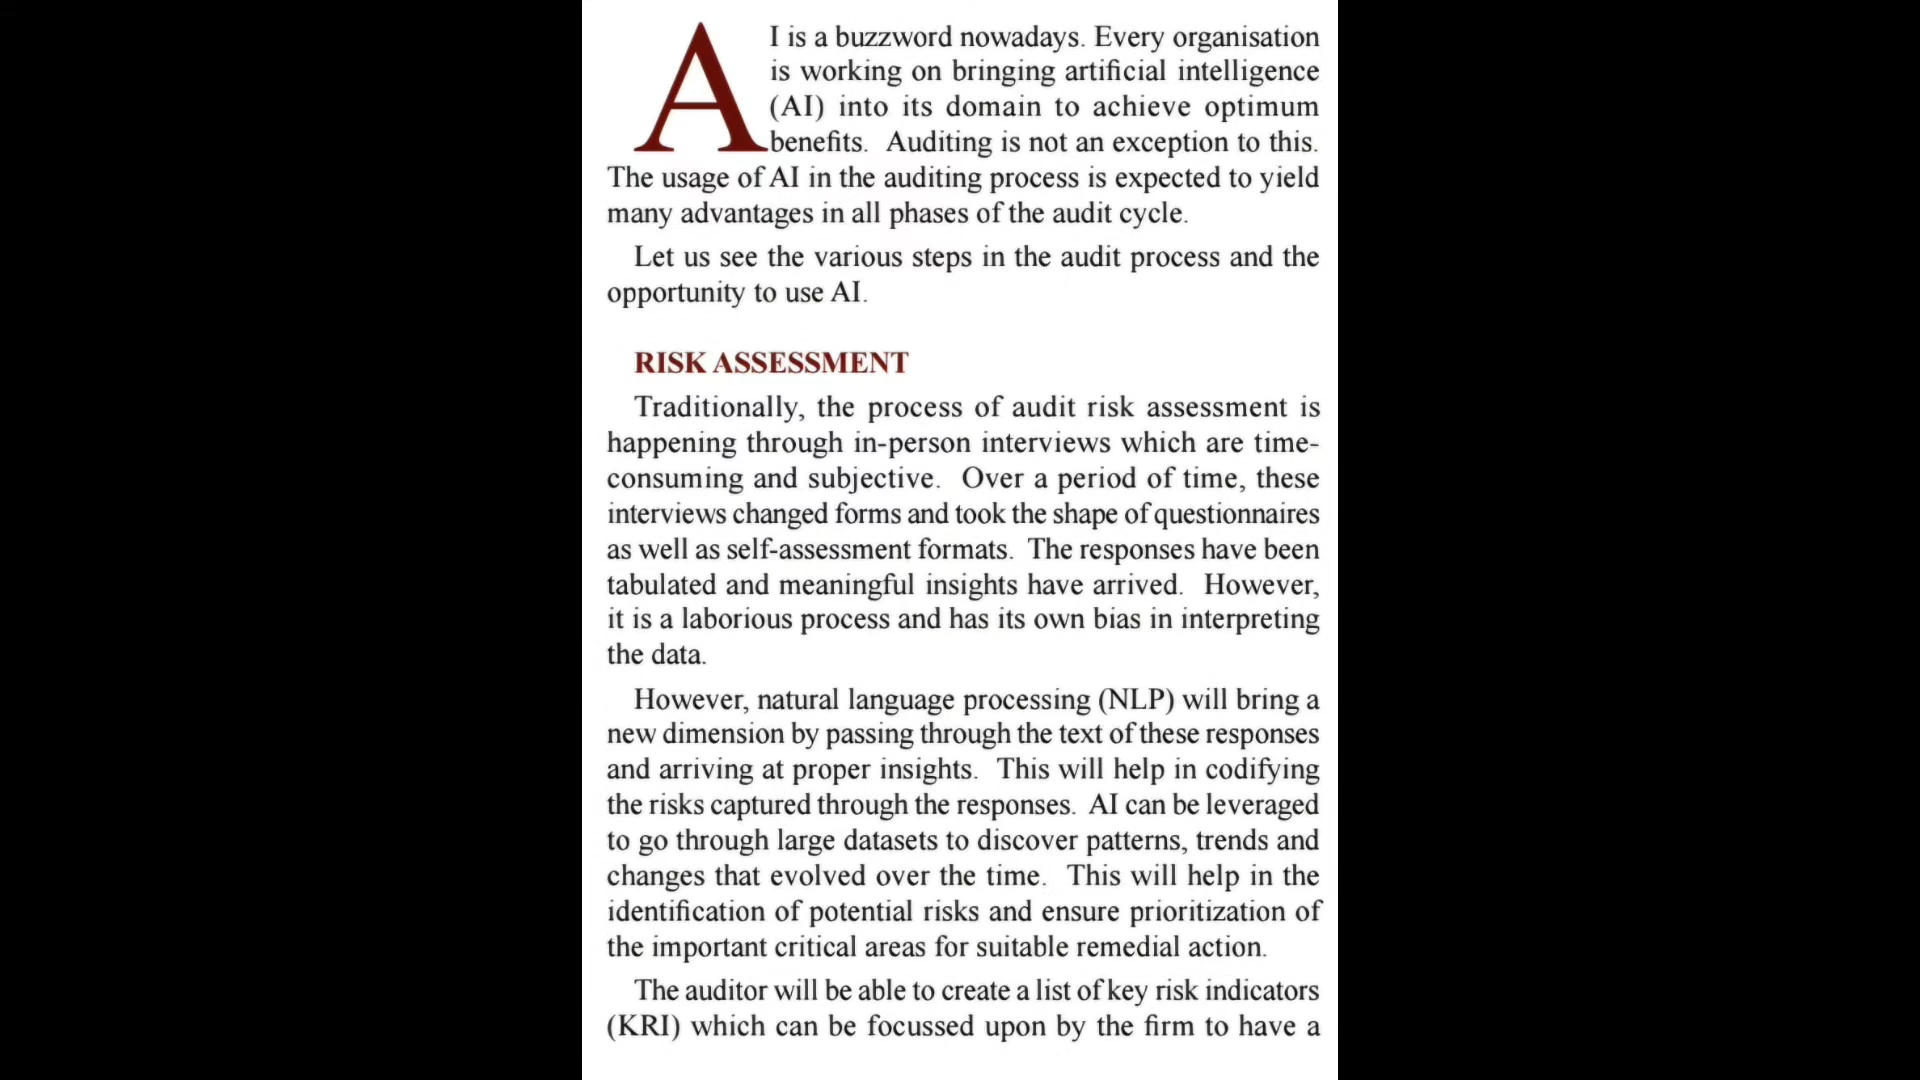 AI is a buzzword nowadays. Every organisation
is working on bringing artificial intelligence
(AI) into its domain to achieve optimum
benefits. Auditing is not an exception to this.
The usage of AI in the auditing process is expected to yield
many advantages in all phases of the audit cycle.
Let us see the various steps in the audit process and the
opportunity to use AI.
RISK ASSESSMENT
Traditionally, the process of audit risk assessment is
happening through in-person interviews which are time-
consuming and subjective. Over a period of time, these
interviews changed forms and took the shape of questionnaires
as well as self-assessment formats. The responses have been
tabulated and meaningful insights have arrived. However,
it is a laborious process and has its own bias in interpreting
the data.
However, natural language processing (NLP) will bring a
new dimension by passing through the text of these responses
and arriving at proper insights. This will help in codifying
the risks captured through the responses. AI can be leveraged
to go through large datasets to discover patterns, trends and
changes that evolved over the time. This will help in the
identification of potential risks and ensure prioritization of
the important critical areas for suitable remedial action.
The auditor will be able to create a list of key risk indicators
(KRI) which can be focussed upon by the firm to have a